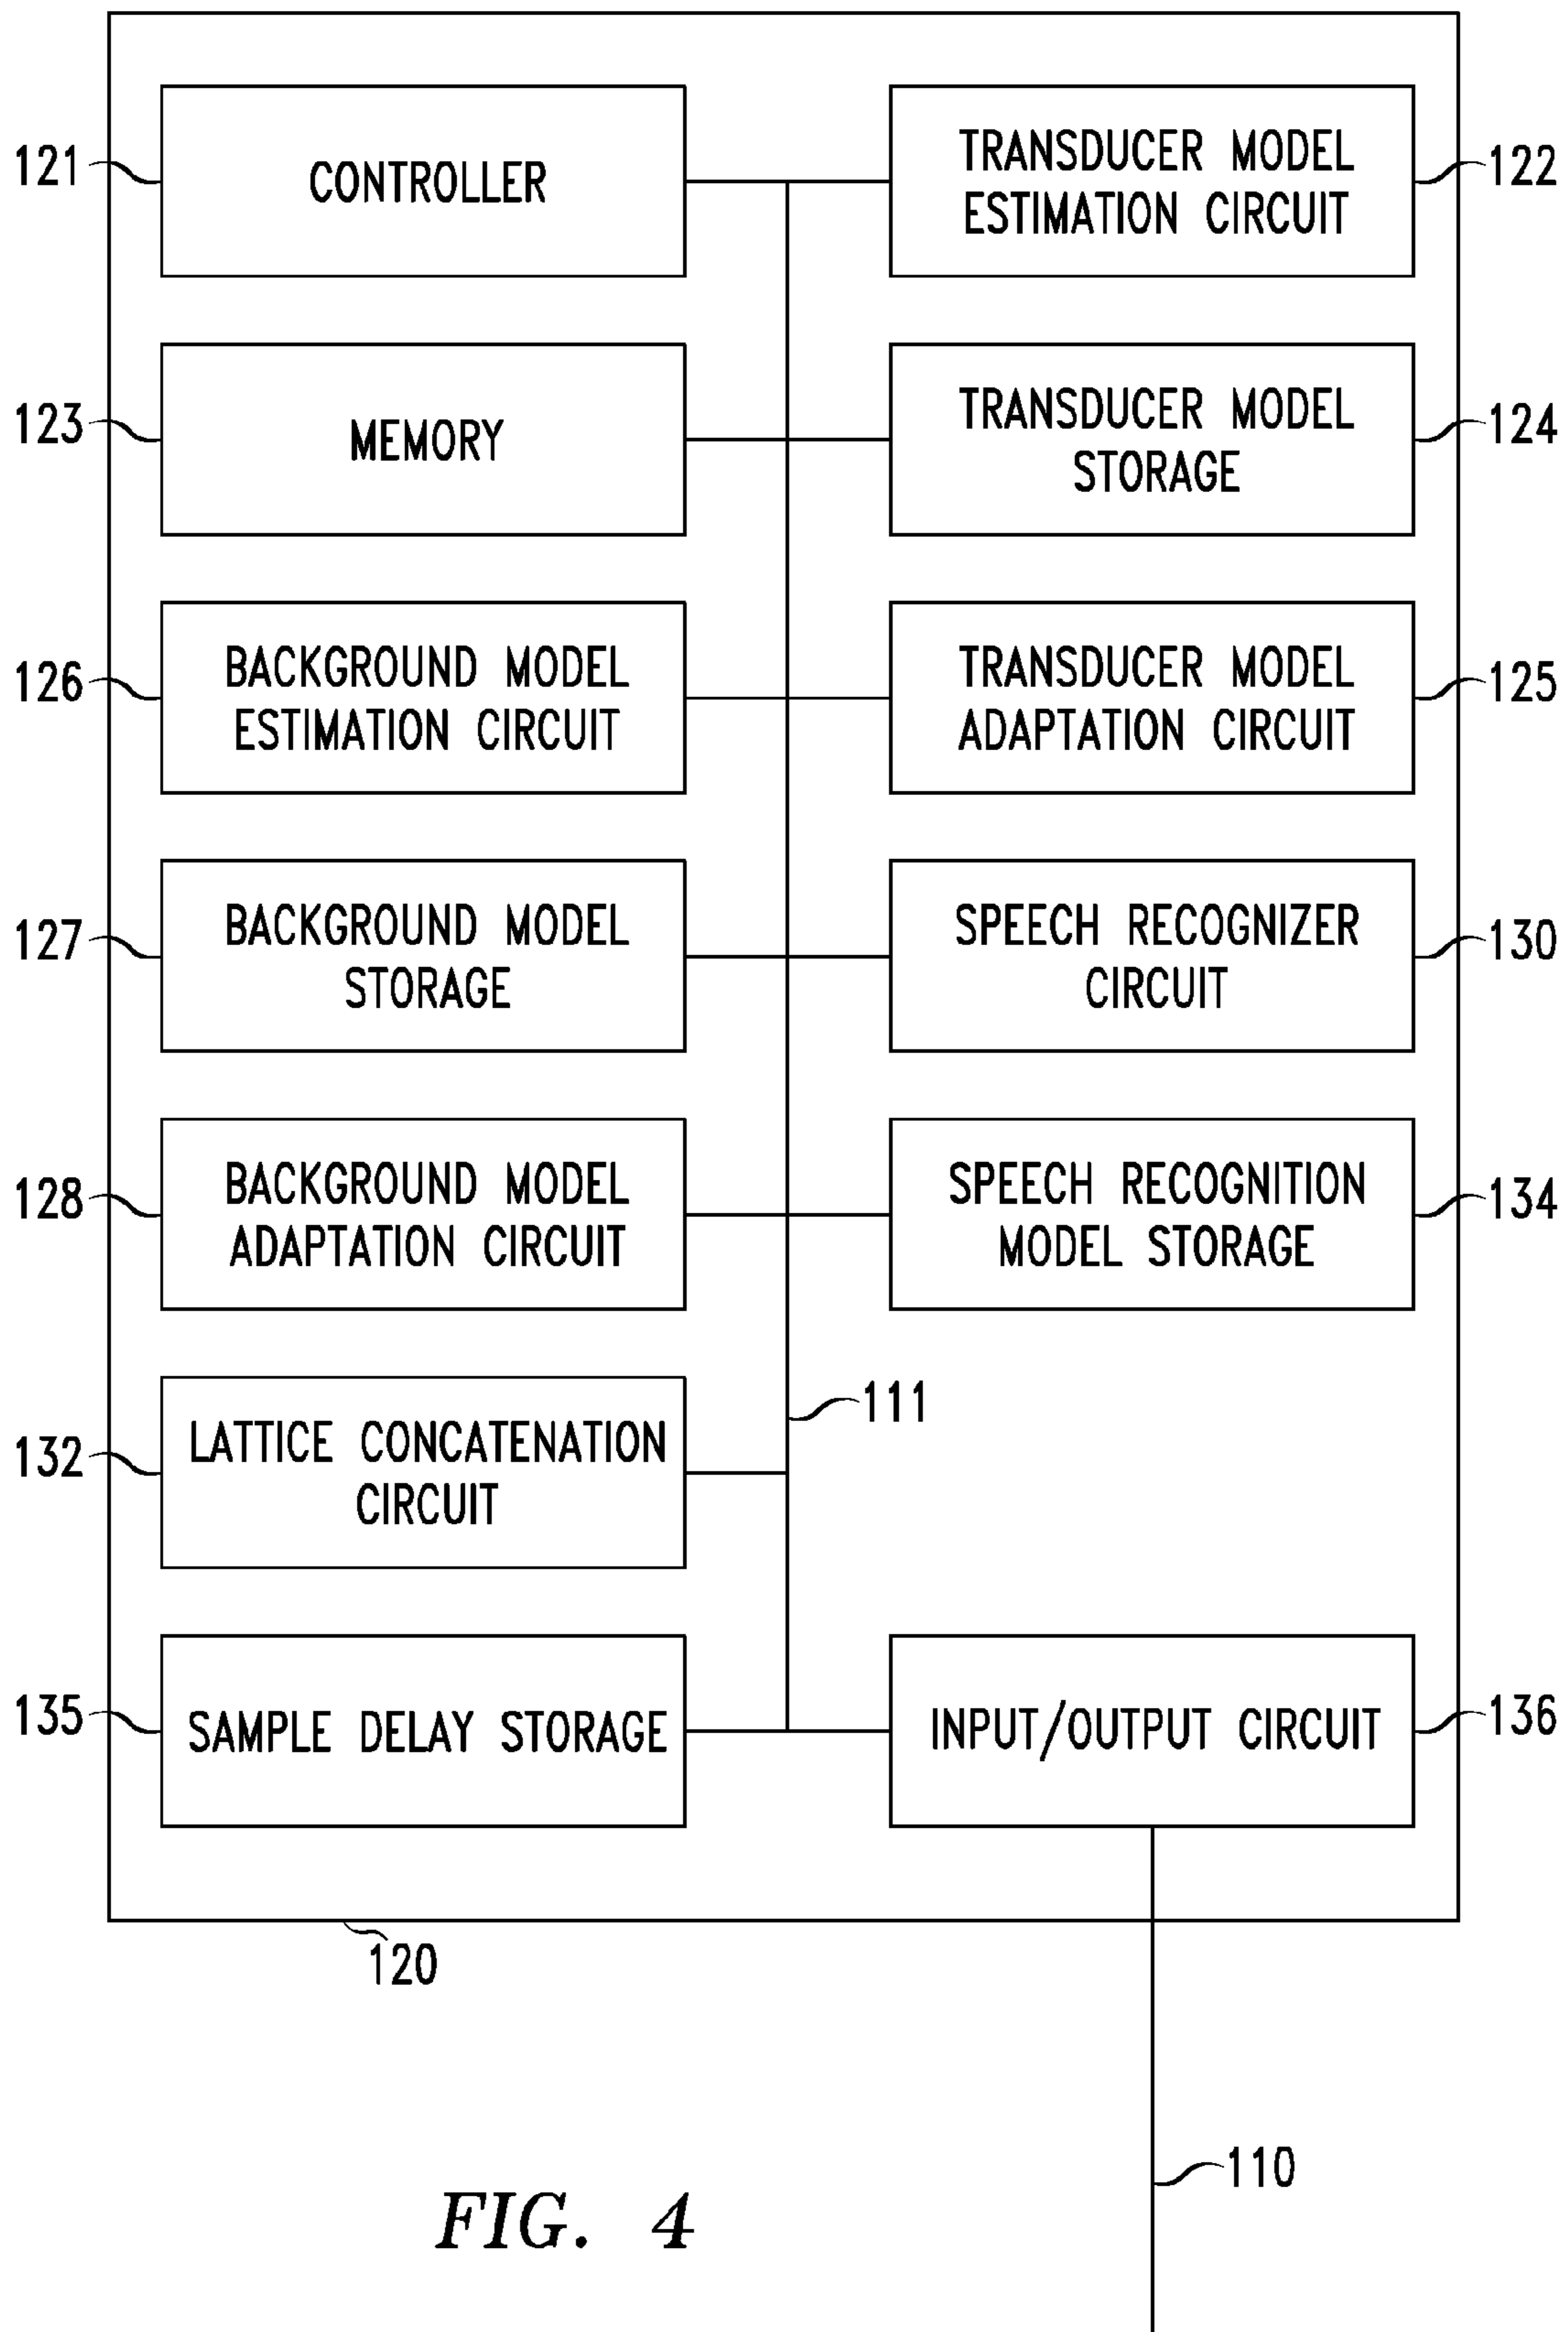 121
CONTROLLER
TRANSDUCER MODEL
ESTIMATION CIRCUIT
122
123
MEMORY
TRANSDUCER MODEL
STORAGE
124
126
BACKGROUND MODEL
ESTIMATION CIRCUIT
TRANSDUCER MODEL
ADAPTATION CIRCUIT
125
127
BACKGROUND MODEL
STORAGE
SPEECH RECOGNIZER
CIRCUIT
130
128
BACKGROUND MODEL
ADAPTATION CIRCUIT
SPEECH RECOGNITION
MODEL STORAGE
134
111
132
LATTICE CONCATENATION
CIRCUIT
135
SAMPLE DELAY STORAGE
INPUT/OUTPUT CIRCUIT
136
120
110
FIG. 4